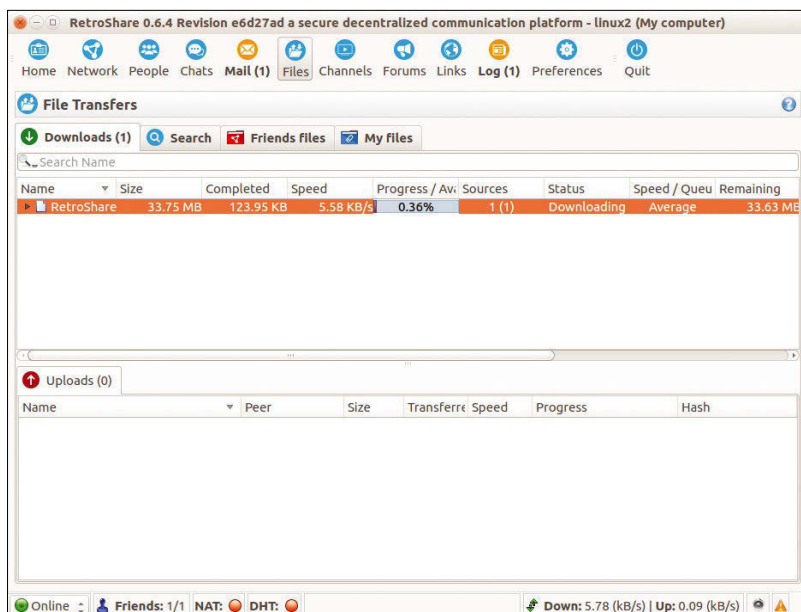 RetroShare 0.6.4 Revision e6d27ad a secure decentralized communication platform - linux2 (My computer)
Home Network People Chats Mail (1) Files Channels Forums Links Log (1) Preferences Quit
File Transfers
Downloads (1) Search Friends files My files
Search Name
Name Size Completed Speed Progress / Ava Sources Status Speed / Queu Remaining
RetroShare 33.75 MB 123.95 KB 5.58 KB/s 0.36% 1 (1) Downloading Average 33.63 MB
Uploads (0)
Name Peer Size Transferre Speed Progress Hash
Online Friends: 1/1 NAT: DHT: Down: 5.78 (kB/s) | Up: 0.09 (kB/s)